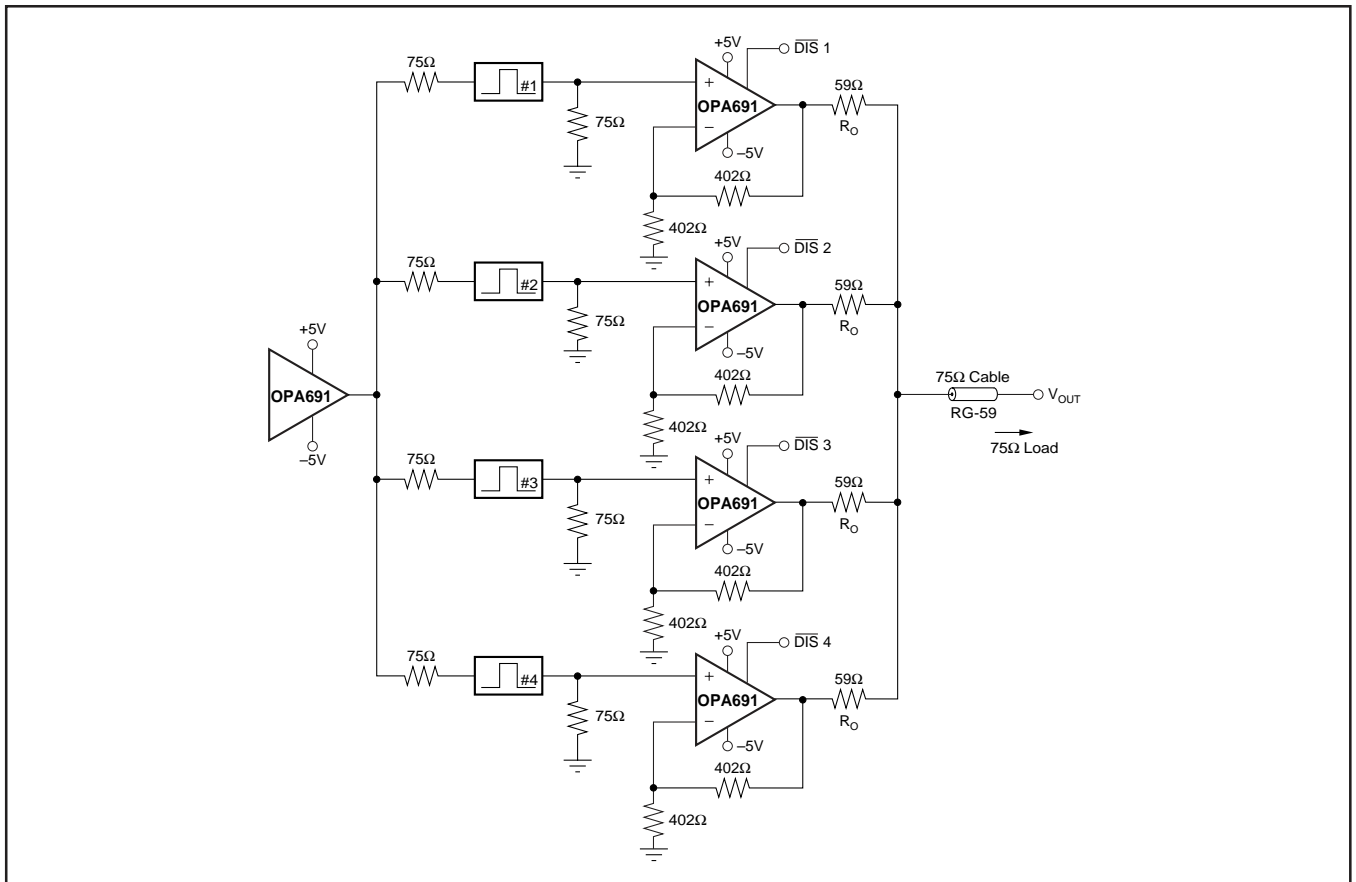 +5V
DIS 1
75Ω
#1
+
OPA691
−
59Ω
R_O
75Ω
–5V
402Ω
402Ω
+5V
DIS 2
75Ω
#2
+
OPA691
−
59Ω
R_O
75Ω
–5V
402Ω
402Ω
+5V
OPA691
–5V
75Ω Cable
RG-59
V_OUT
75Ω Load
+5V
DIS 3
75Ω
#3
+
OPA691
−
59Ω
R_O
75Ω
–5V
402Ω
402Ω
+5V
DIS 4
75Ω
#4
+
OPA691
−
59Ω
R_O
75Ω
–5V
402Ω
402Ω